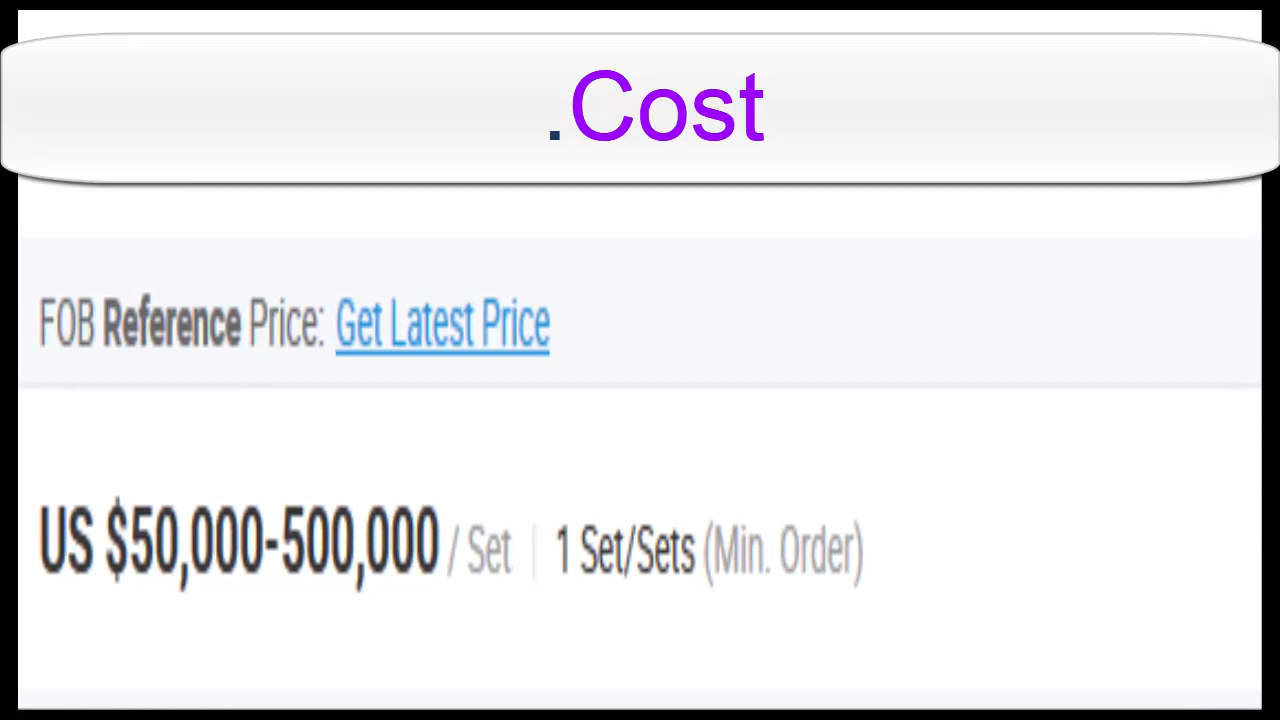 .Cost
FOB Reference Price: Get Latest Price
US $50,000-500,000 / Set | 1 Set/Sets (Min. Order)